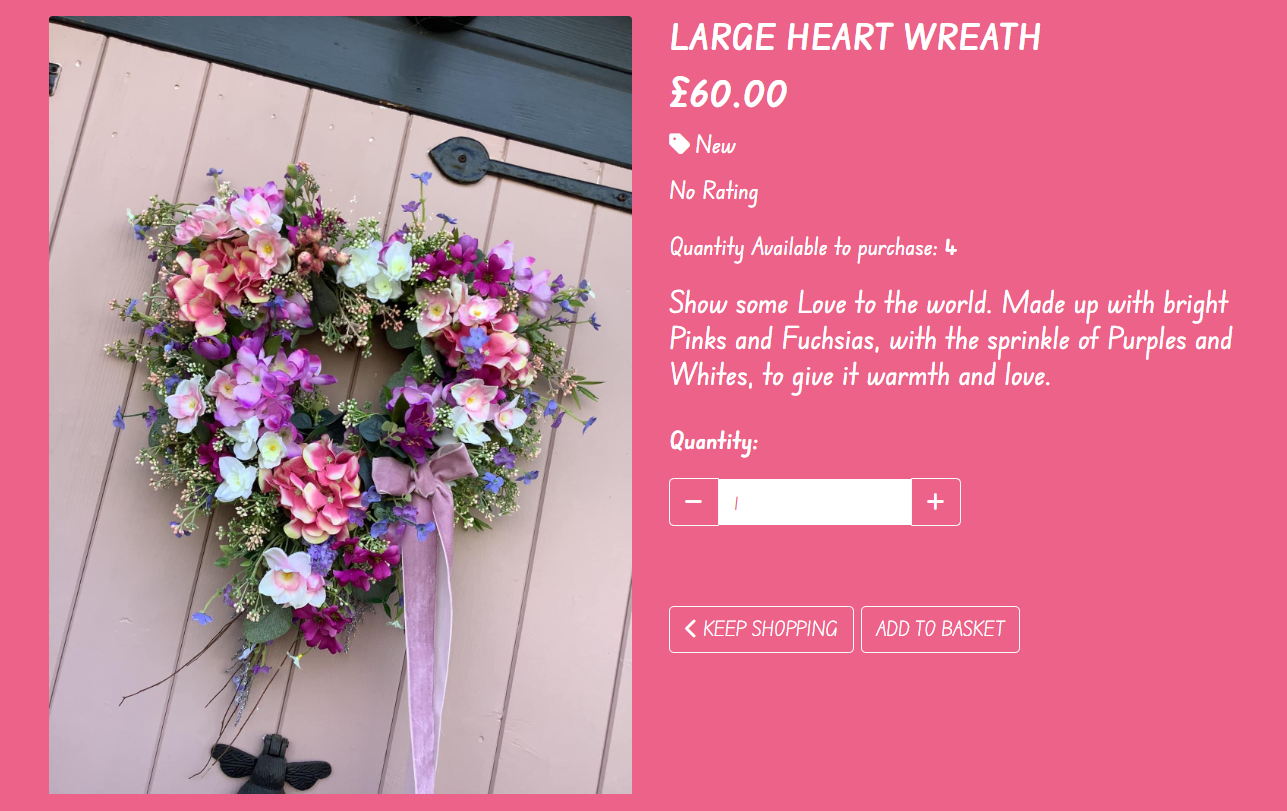 LARGE HEART WREATH
£60.00
New
No Rating
Quantity Available to purchase: 4
Show some Love to the world. Made up with bright
Pinks and Fuchsias, with the sprinkle of Purples and
Whites, to give it warmth and love.
Quantity:
1
KEEP SHOPPING
ADD TO BASKET